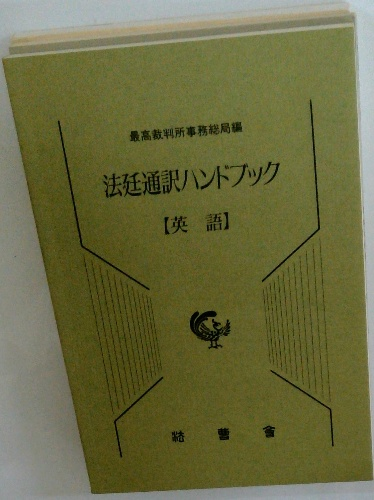 最高裁判所事務総局編
法廷通訳ハンドブック
【英語】
法曹會